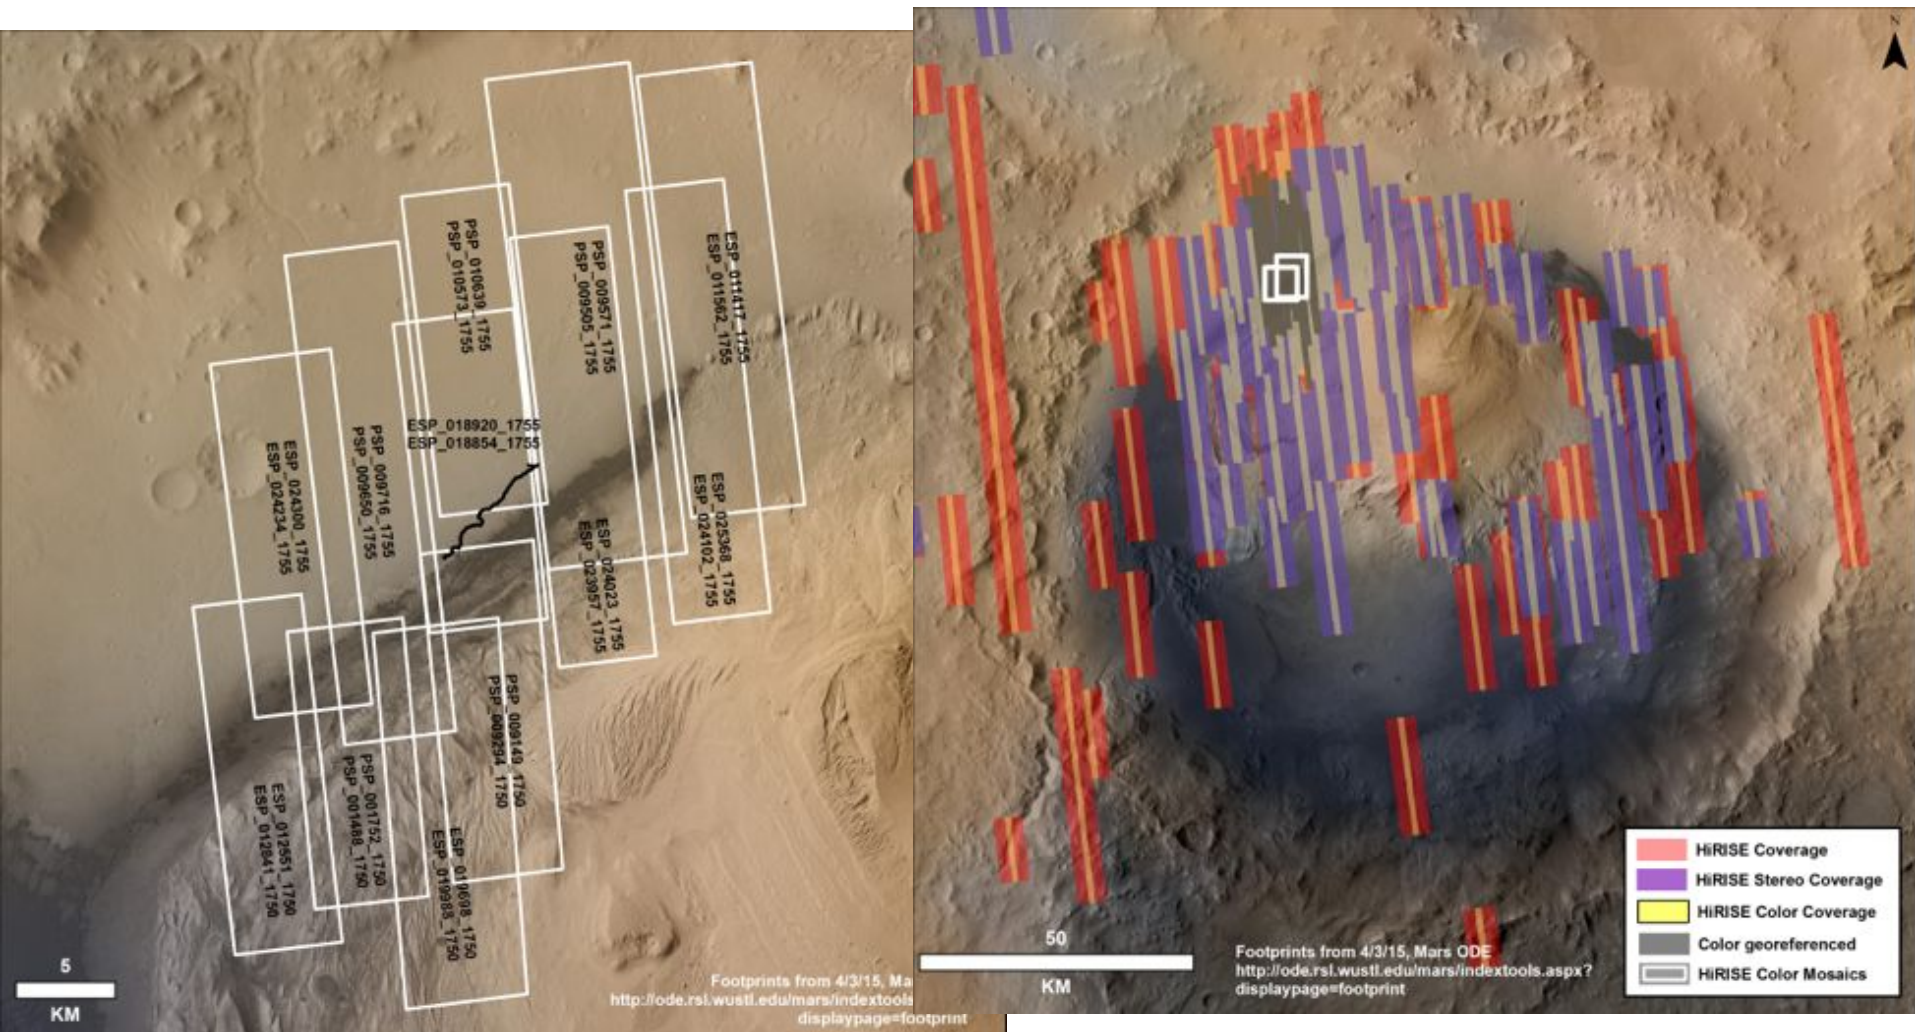 PSP_010639_1755
PSP_010573_1755
PSP_009571_1755
PSP_009505_1755
ESP_011417_1755
ESP_011562_1755
ESP_018920_1755
ESP_018854_1755
ESP_024300_1755
ESP_024234_1755
PSP_009716_1755
PSP_009650_1755
ESP_024023_1755
ESP_023957_1755
ESP_025368_1755
ESP_024102_1755
PSP_009149_1750
PSP_009294_1750
ESP_012551_1750
ESP_012841_1750
PSP_001752_1750
PSP_001488_1750
ESP_019698_1750
ESP_019988_1750
5
KM
Footprints from 4/3/15, Ma
http://ode.rsl.wustl.edu/mars/indextools
displaypage=footprint
N
50
KM
Footprints from 4/3/15, Mars ODE
http://ode.rsl.wustl.edu/mars/indextools.aspx?
displaypage=footprint
HiRISE Coverage
HiRISE Stereo Coverage
HiRISE Color Coverage
Color georeferenced
HiRISE Color Mosaics